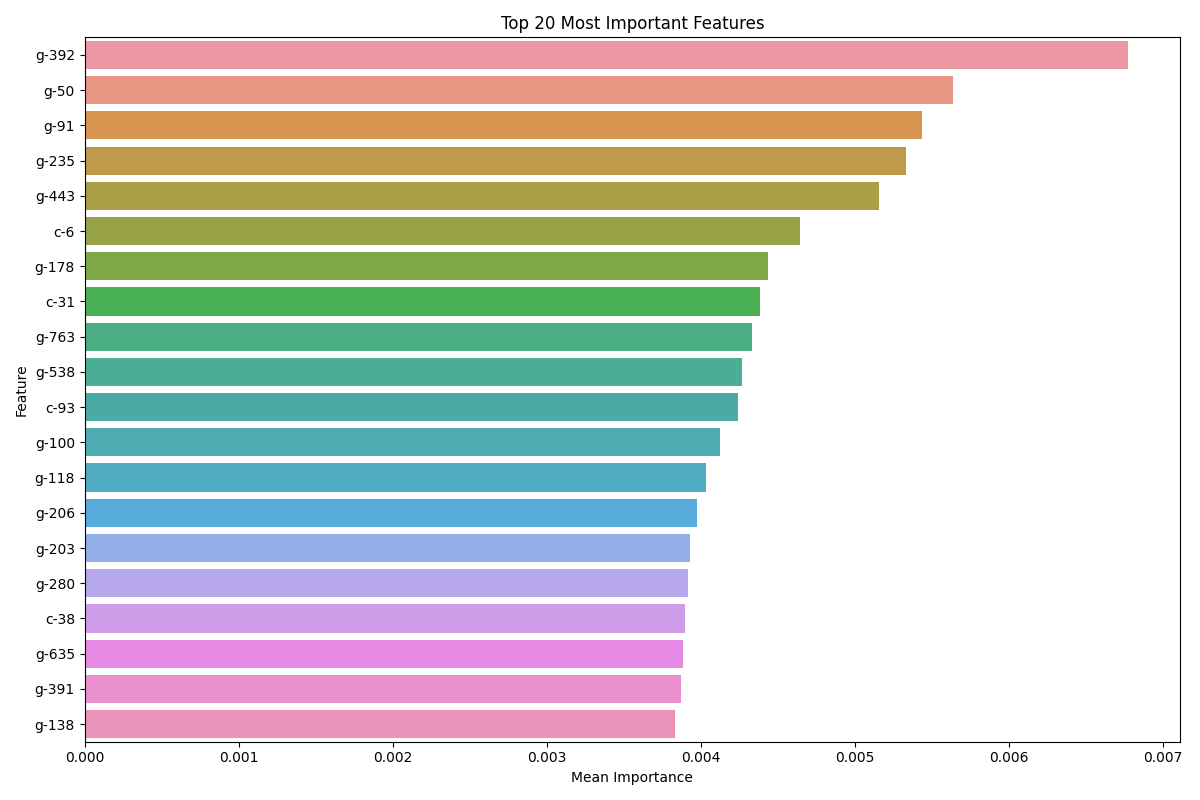 Top 20 Most Important Features
g-392
g-50
g-91
g-235
g-443
c-6
g-178
c-31
g-763
g-538
c-93
g-100
g-118
g-206
g-203
g-280
c-38
g-635
g-391
g-138
Feature
0.000 0.001 0.002 0.003 0.004 0.005 0.006 0.007
Mean Importance